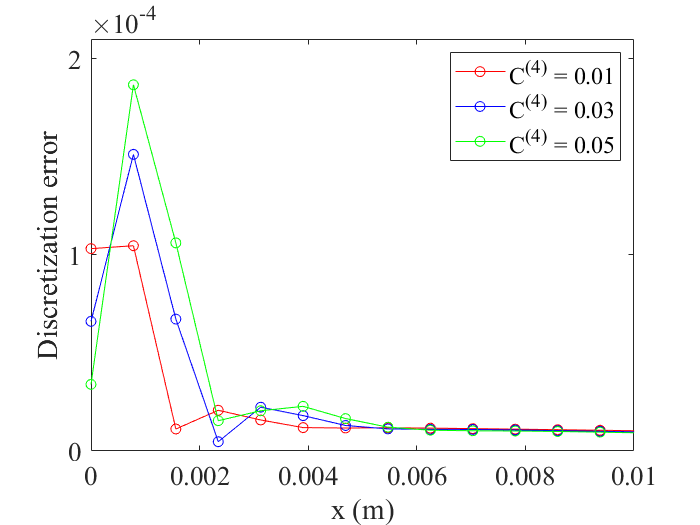 ×10^-4
2
1
0
Discretization error
C^(4) = 0.01
C^(4) = 0.03
C^(4) = 0.05
0 0.002 0.004 0.006 0.008 0.01
x (m)